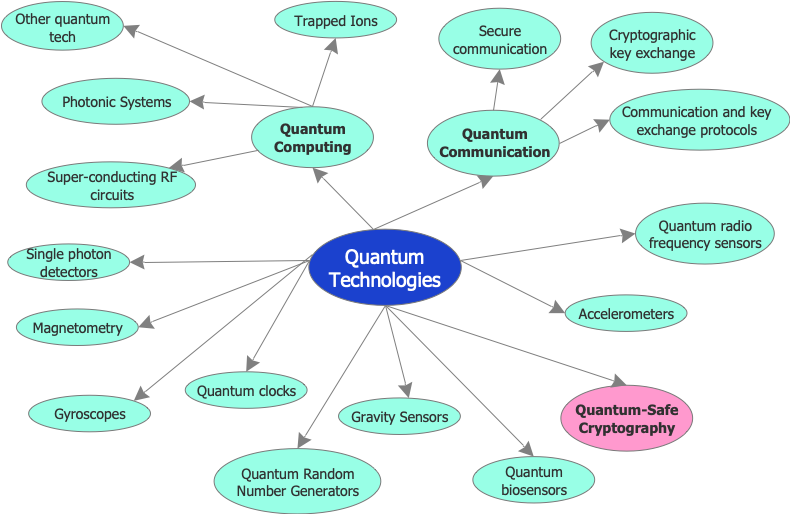 Other quantum
tech
Trapped Ions
Secure
communication
Cryptographic
key exchange
Photonic Systems
Quantum
Computing
Quantum
Communication
Communication and key
exchange protocols
Super-conducting RF
circuits
Quantum radio
frequency sensors
Single photon
detectors
Quantum
Technologies
Magnetometry
Accelerometers
Quantum clocks
Gyroscopes
Gravity Sensors
Quantum-Safe
Cryptography
Quantum Random
Number Generators
Quantum
biosensors